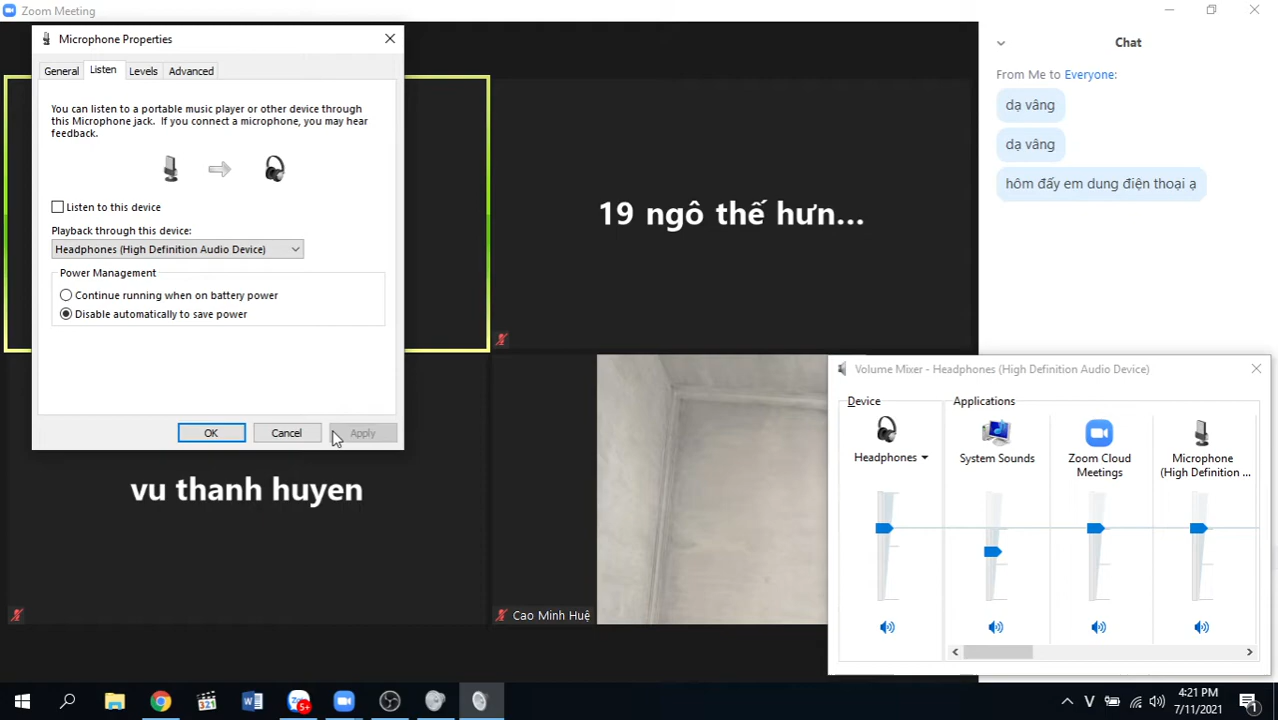 Zoom Meeting
Microphone Properties
General
Listen
Levels
Advanced
You can listen to a portable music player or other device through
this Microphone jack. If you connect a microphone, you may hear
feedback.
Listen to this device
Playback through this device:
Headphones (High Definition Audio Device)
Power Management
Continue running when on battery power
Disable automatically to save power
OK
Cancel
Apply
19 ngô thế hưn...
vu thanh huyen
Cao Minh Huệ
Chat
From Me to Everyone:
dạ vâng
dạ vâng
hôm đấy em dung điện thoại ạ
Volume Mixer - Headphones (High Definition Audio Device)
Device
Applications
Headphones
System Sounds
Zoom Cloud
Meetings
Microphone
(High Definition ...
321
5+
V
4:21 PM
7/11/2021
1